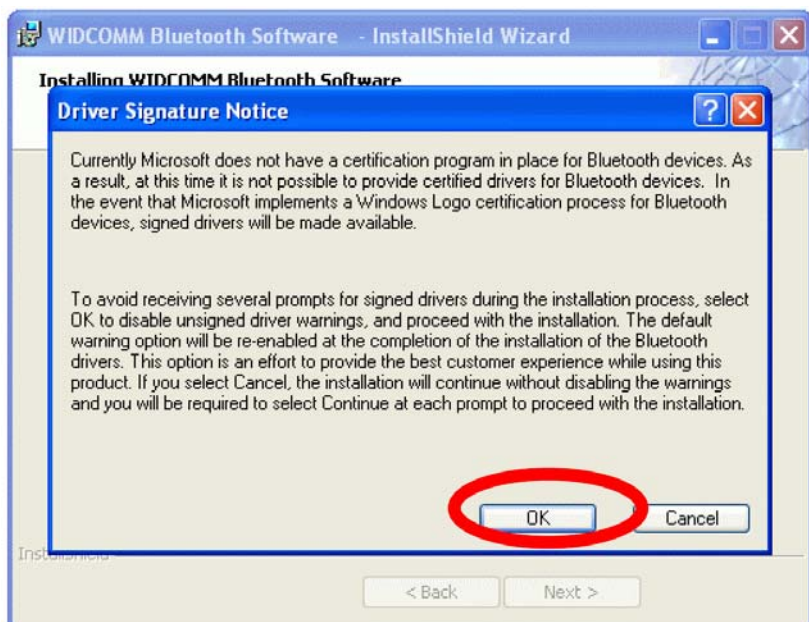 WIDCOMM Bluetooth Software - InstallShield Wizard
Installing WIDCOMM Bluetooth Software
Driver Signature Notice
Currently Microsoft does not have a certification program in place for Bluetooth devices. As
a result, at this time it is not possible to provide certified drivers for Bluetooth devices. In
the event that Microsoft implements a Windows Logo certification process for Bluetooth
devices, signed drivers will be made available.
To avoid receiving several prompts for signed drivers during the installation process, select
OK to disable unsigned driver warnings, and proceed with the installation. The default
warning option will be re-enabled at the completion of the installation of the Bluetooth
drivers. This option is an effort to provide the best customer experience while using this
product. If you select Cancel, the installation will continue without disabling the warnings
and you will be required to select Continue at each prompt to proceed with the installation.
OK Cancel
InstallShield
< Back Next >